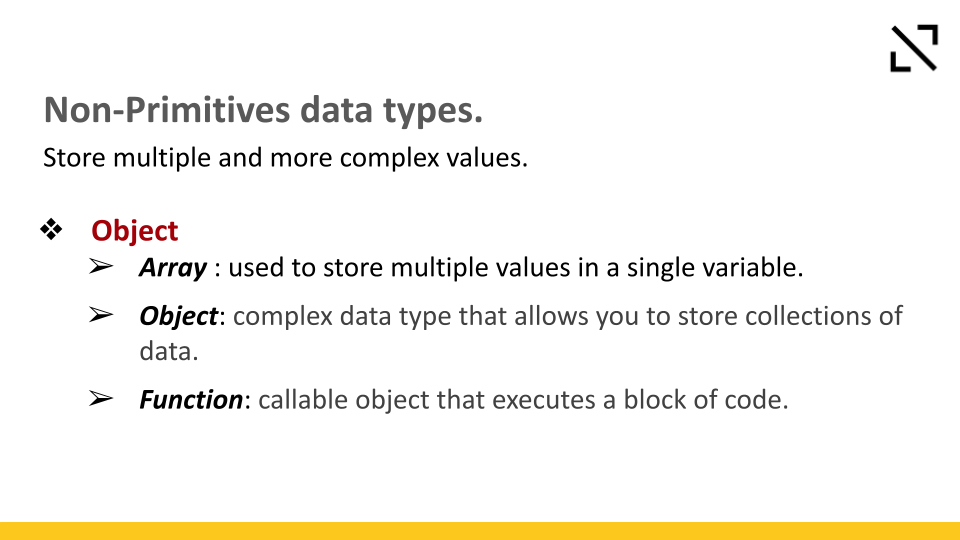 Non-Primitives data types.
Store multiple and more complex values.
❖ Object
➢ Array : used to store multiple values in a single variable.
➢ Object: complex data type that allows you to store collections of
data.
➢ Function: callable object that executes a block of code.